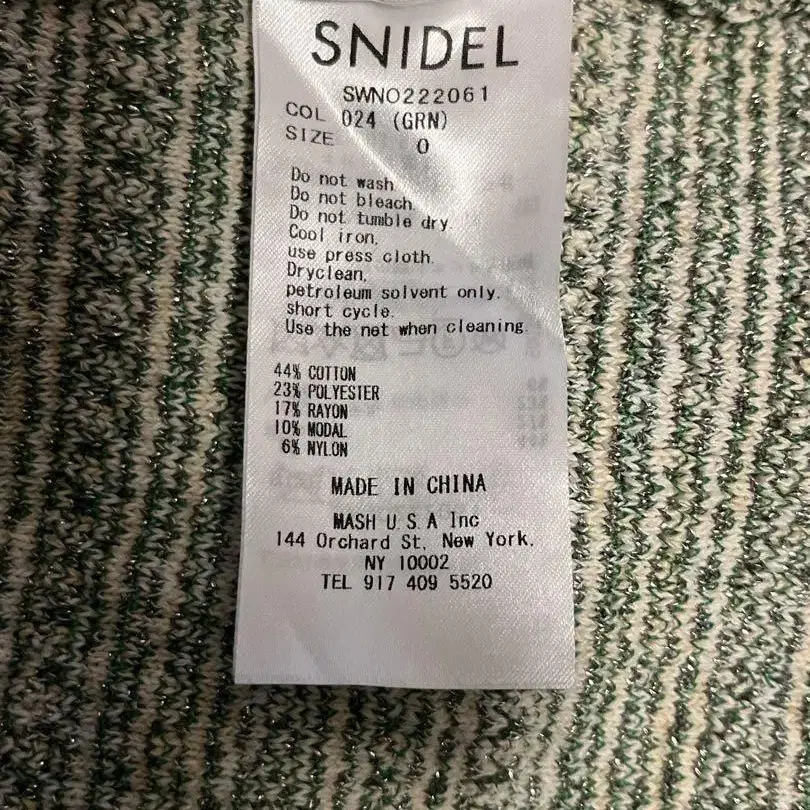 SNIDEL
SWNO222061
COL 024 (GRN)
SIZE 0
Do not wash.
Do not bleach.
Do not tumble dry.
Cool iron.
use press cloth.
Dryclean,
petroleum solvent only.
short cycle.
Use the net when cleaning.
44% COTTON
23% POLYESTER
17% RAYON
10% MODAL
6% NYLON
MADE IN CHINA
MASH U.S.A Inc
144 Orchard St, New York.
NY 10002
TEL 917 409 5520